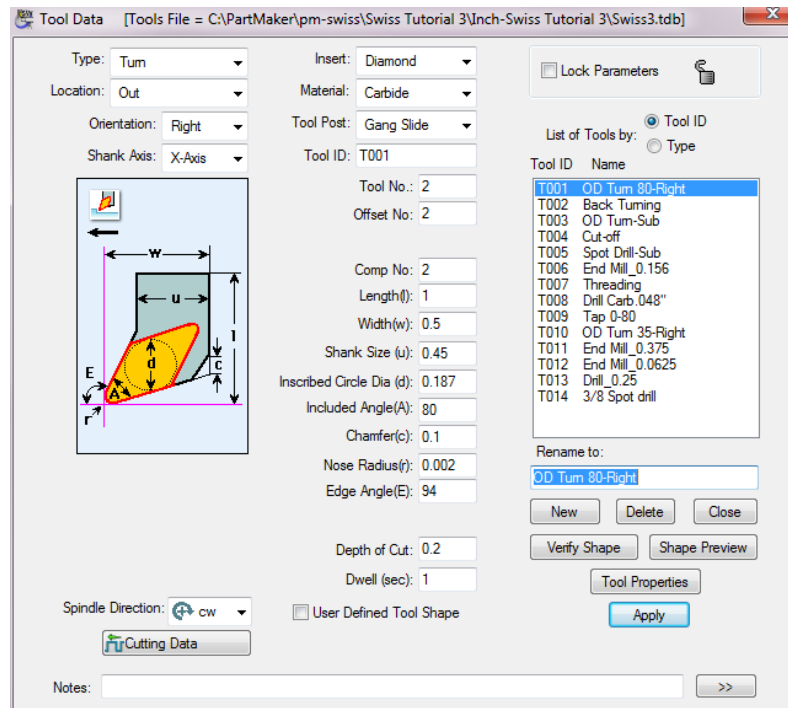 Tool Data [Tools File = C:\PartMaker\pm-swiss\Swiss Tutorial 3\Inch-Swiss Tutorial 3\Swiss3.tdb]
Type: Turn
Location: Out
Orientation: Right
Shank Axis: X-Axis
w
u
l
d
c
E
A
r
Spindle Direction: cw
Cutting Data
Insert: Diamond
Material: Carbide
Tool Post: Gang Slide
Tool ID: T001
Tool No.: 2
Offset No: 2
Comp No: 2
Length(l): 1
Width(w): 0.5
Shank Size (u): 0.45
Inscribed Circle Dia (d): 0.187
Included Angle(A): 80
Chamfer(c): 0.1
Nose Radius(r): 0.002
Edge Angle(E): 94
Depth of Cut: 0.2
Dwell (sec): 1
User Defined Tool Shape
Lock Parameters
List of Tools by: Tool ID
Type
Tool ID Name
T001 OD Turn 80-Right
T002 Back Turning
T003 OD Turn-Sub
T004 Cut-off
T005 Spot Drill-Sub
T006 End Mill_0.156
T007 Threading
T008 Drill Carb.048"
T009 Tap 0-80
T010 OD Turn 35-Right
T011 End Mill_0.375
T012 End Mill_0.0625
T013 Drill_0.25
T014 3/8 Spot drill
Rename to:
OD Turn 80-Right
New Delete Close
Verify Shape Shape Preview
Tool Properties
Apply
Notes: >>